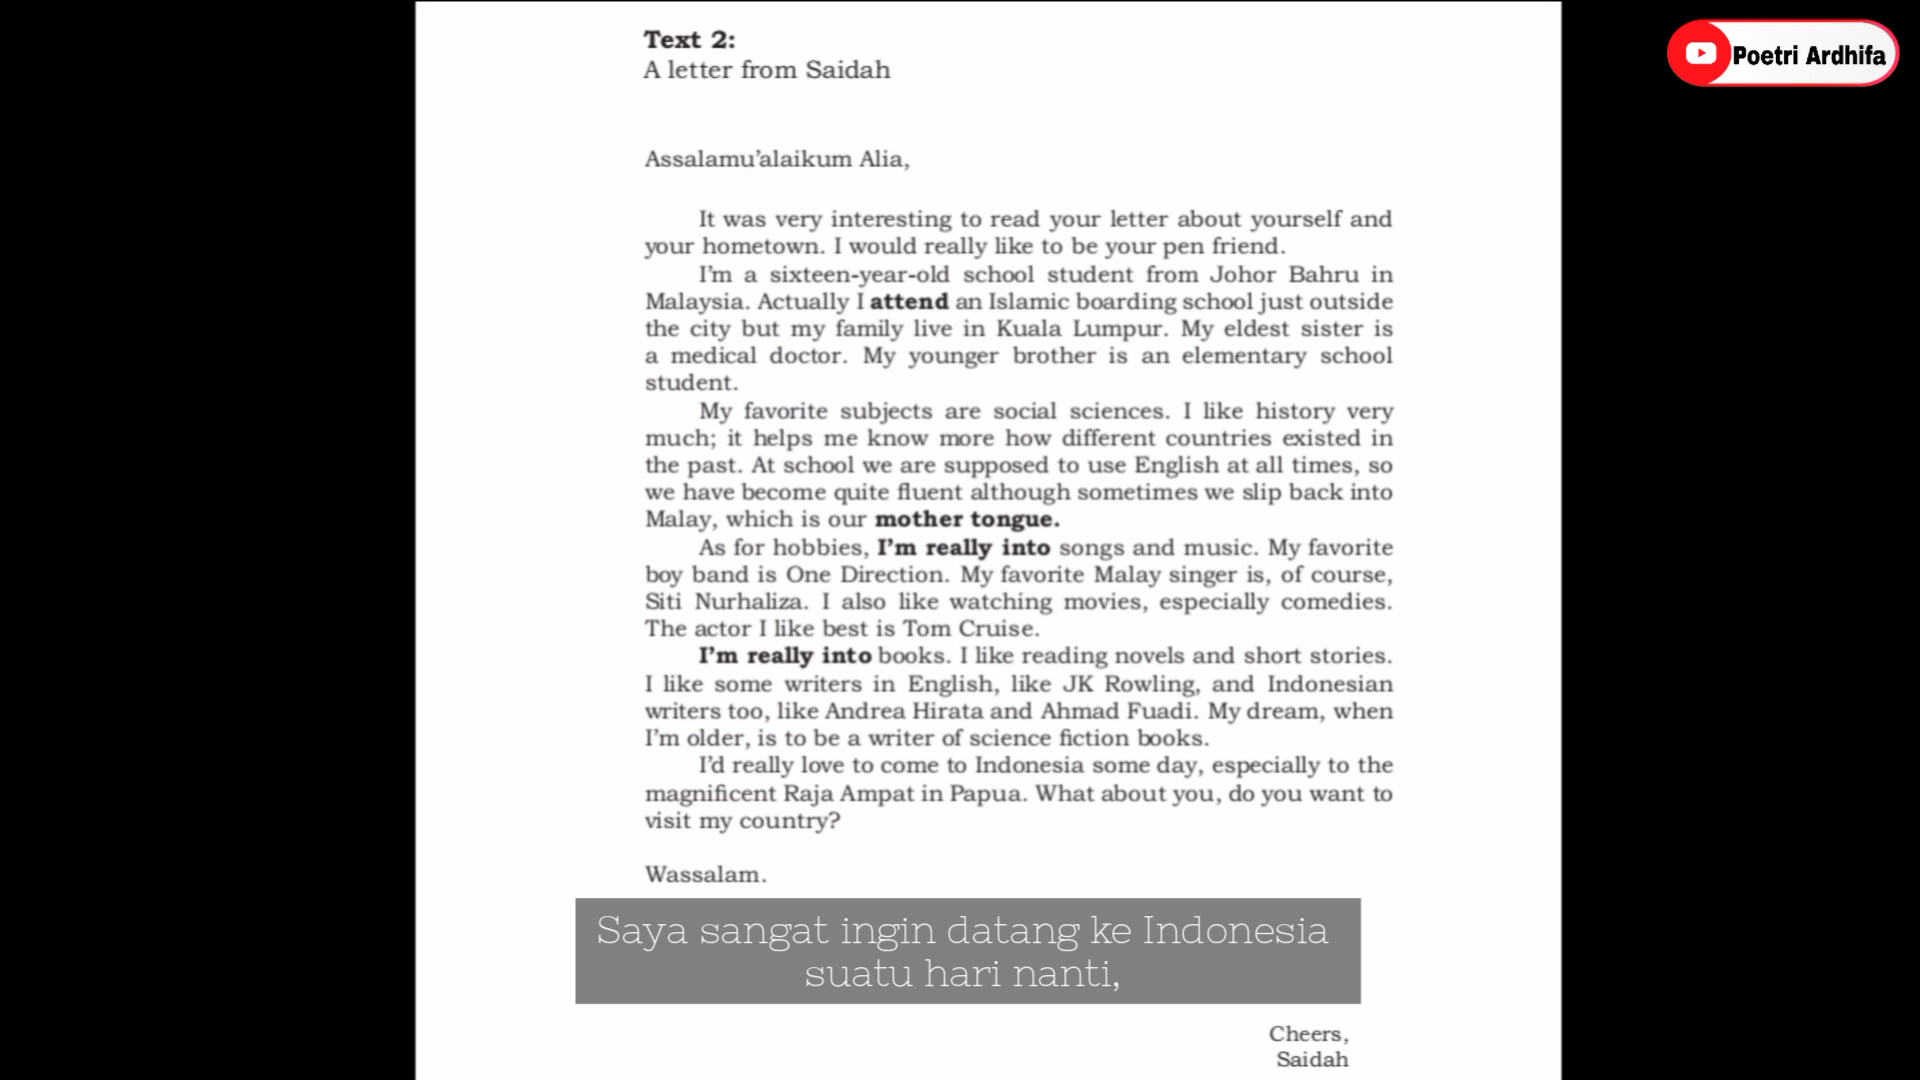 Text 2:
A letter from Saidah
Poetri Ardhifa
Assalamu'alaikum Alia,
It was very interesting to read your letter about yourself and
your hometown. I would really like to be your pen friend.
I'm a sixteen-year-old school student from Johor Bahru in
Malaysia. Actually I attend an Islamic boarding school just outside
the city but my family live in Kuala Lumpur. My eldest sister is
a medical doctor. My younger brother is an elementary school
student.
My favorite subjects are social sciences. I like history very
much; it helps me know more how different countries existed in
the past. At school we are supposed to use English at all times, so
we have become quite fluent although sometimes we slip back into
Malay, which is our mother tongue.
As for hobbies, I'm really into songs and music. My favorite
boy band is One Direction. My favorite Malay singer is, of course,
Siti Nurhaliza. I also like watching movies, especially comedies.
The actor I like best is Tom Cruise.
I'm really into books. I like reading novels and short stories.
I like some writers in English, like JK Rowling, and Indonesian
writers too, like Andrea Hirata and Ahmad Fuadi. My dream, when
I'm older, is to be a writer of science fiction books.
I'd really love to come to Indonesia some day, especially to the
magnificent Raja Ampat in Papua. What about you, do you want to
visit my country?
Wassalam.
Saya sangat ingin datang ke Indonesia
suatu hari nanti,
Cheers,
Saidah